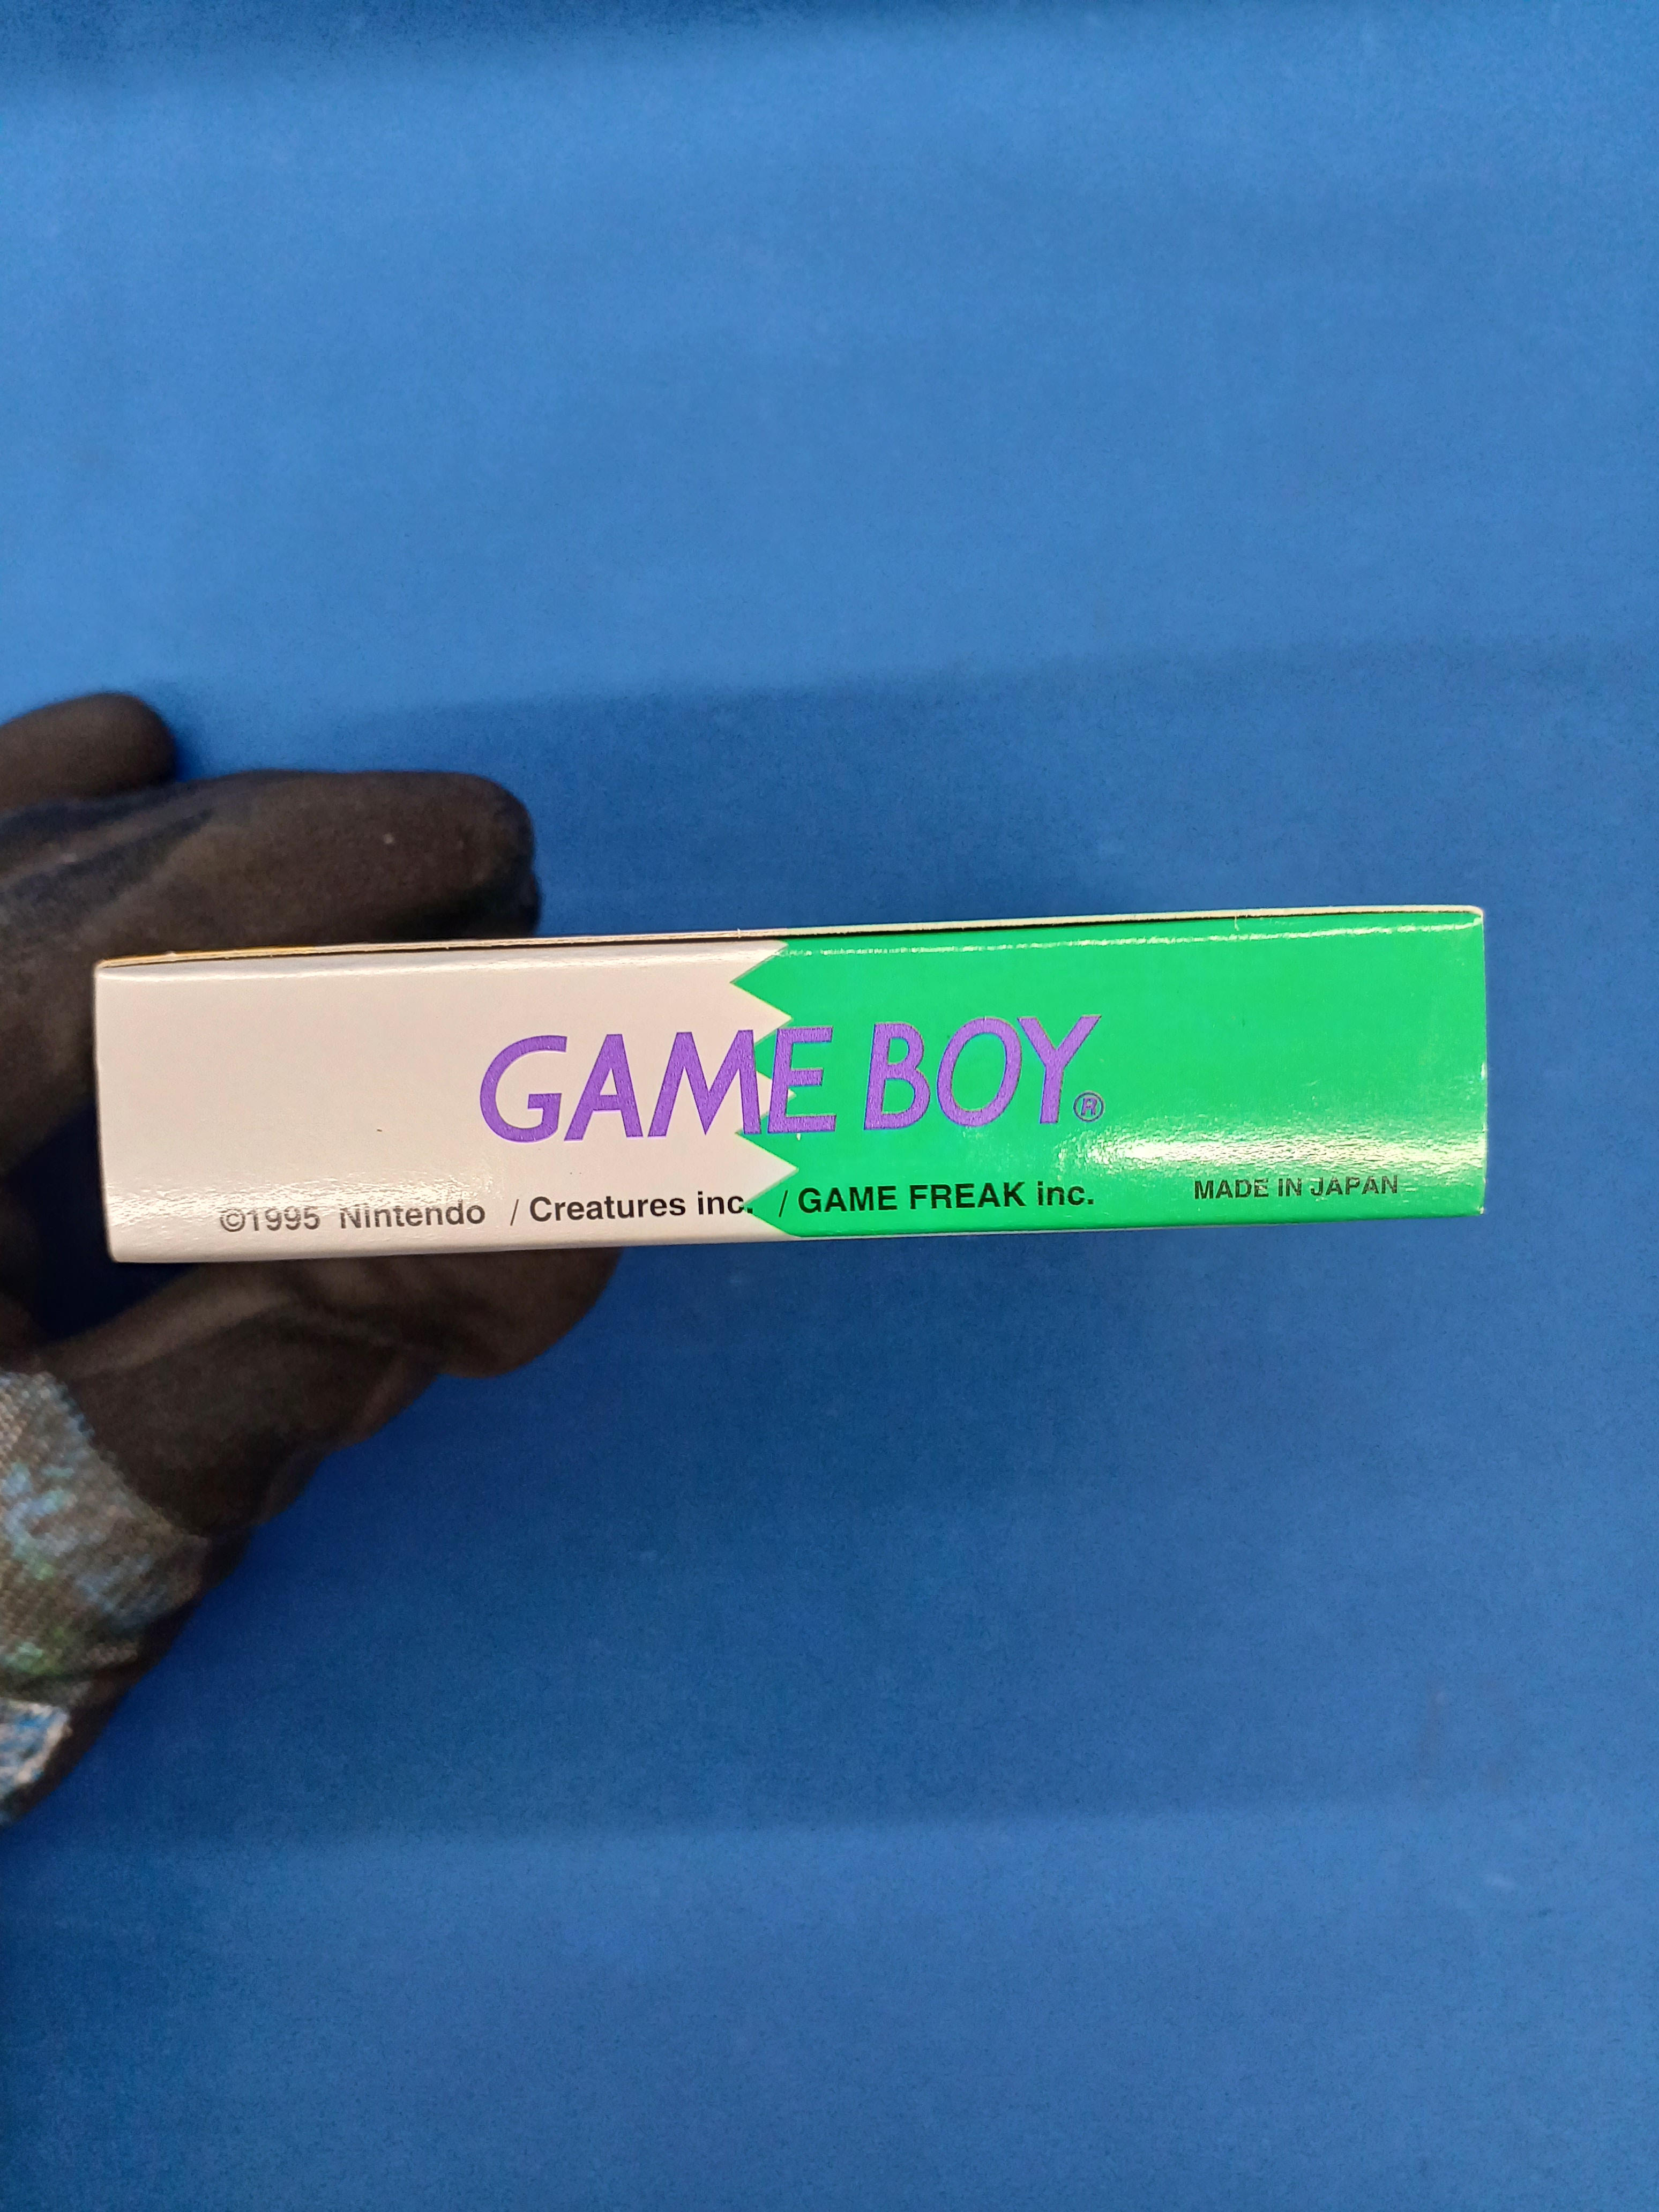 GAME BOY®
©1995 Nintendo / Creatures inc. / GAME FREAK inc. MADE IN JAPAN